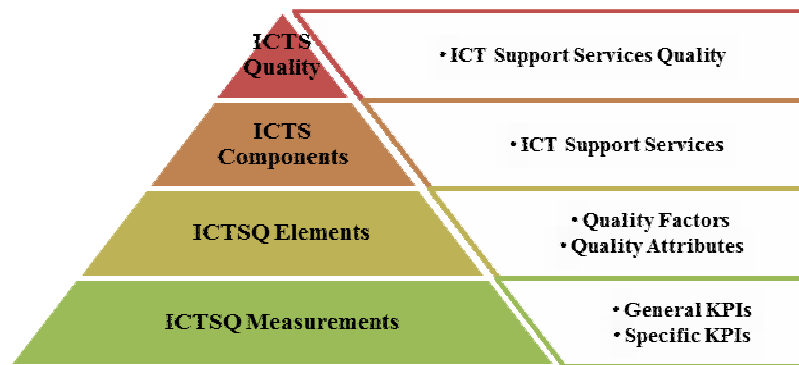 ICTS
Quality
• ICT Support Services Quality
ICTS
Components
• ICT Support Services
ICTSQ Elements
• Quality Factors
• Quality Attributes
ICTSQ Measurements
• General KPIs
• Specific KPIs